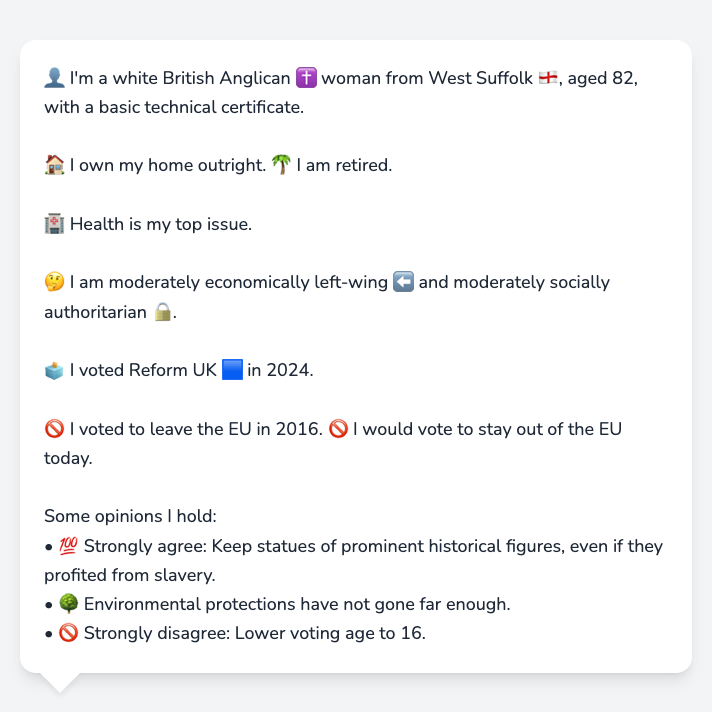 👤 I'm a white British Anglican ✝️ woman from West Suffolk 🏴󠁧󠁢󠁥󠁮󠁧󠁿, aged 82,
with a basic technical certificate.
🏠 I own my home outright. 🌴 I am retired.
🏥 Health is my top issue.
🤔 I am moderately economically left-wing ⬅️ and moderately socially
authoritarian 🔒.
🗳️ I voted Reform UK 🟦 in 2024.
🚫 I voted to leave the EU in 2016. 🚫 I would vote to stay out of the EU
today.
Some opinions I hold:
• 💯 Strongly agree: Keep statues of prominent historical figures, even if they
profited from slavery.
• 🌳 Environmental protections have not gone far enough.
• 🚫 Strongly disagree: Lower voting age to 16.